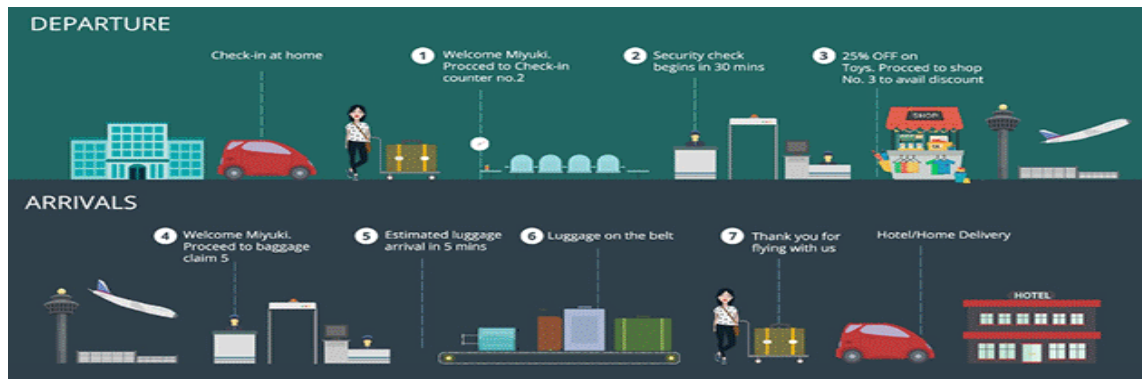 DEPARTURE
Check-in at home
1 Welcome Miyuki.
Procced to Check-in
counter no.2
2 Security check
begins in 30 mins
3 25% OFF on
Toys. Procced to shop
No. 3 to avail discount
SHOP
ARRIVALS
4 Welcome Miyuki.
Proceed to baggage
claim 5
5 Estimated luggage
arrival in 5 mins
6 Luggage on the belt
7 Thank you for
flying with us
Hotel/Home Delivery
HOTEL